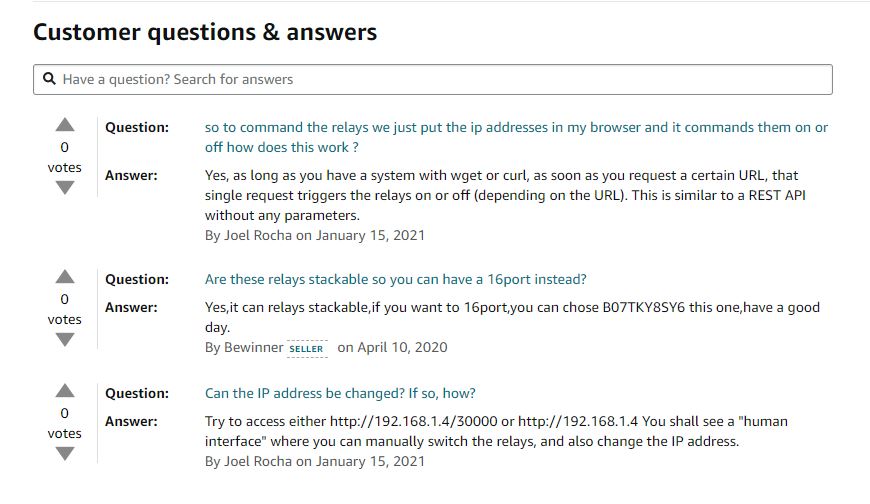 Customer questions & answers
Have a question? Search for answers
0
votes
Question:
so to command the relays we just put the ip addresses in my browser and it commands them on or
off how does this work ?
Answer:
Yes, as long as you have a system with wget or curl, as soon as you request a certain URL, that
single request triggers the relays on or off (depending on the URL). This is similar to a REST API
without any parameters.
By Joel Rocha on January 15, 2021
0
votes
Question:
Are these relays stackable so you can have a 16port instead?
Answer:
Yes,it can relays stackable,if you want to 16port,you can chose B07TKY8SY6 this one,have a good
day.
By Bewinner SELLER on April 10, 2020
0
votes
Question:
Can the IP address be changed? If so, how?
Answer:
Try to access either http://192.168.1.4/30000 or http://192.168.1.4 You shall see a "human
interface" where you can manually switch the relays, and also change the IP address.
By Joel Rocha on January 15, 2021